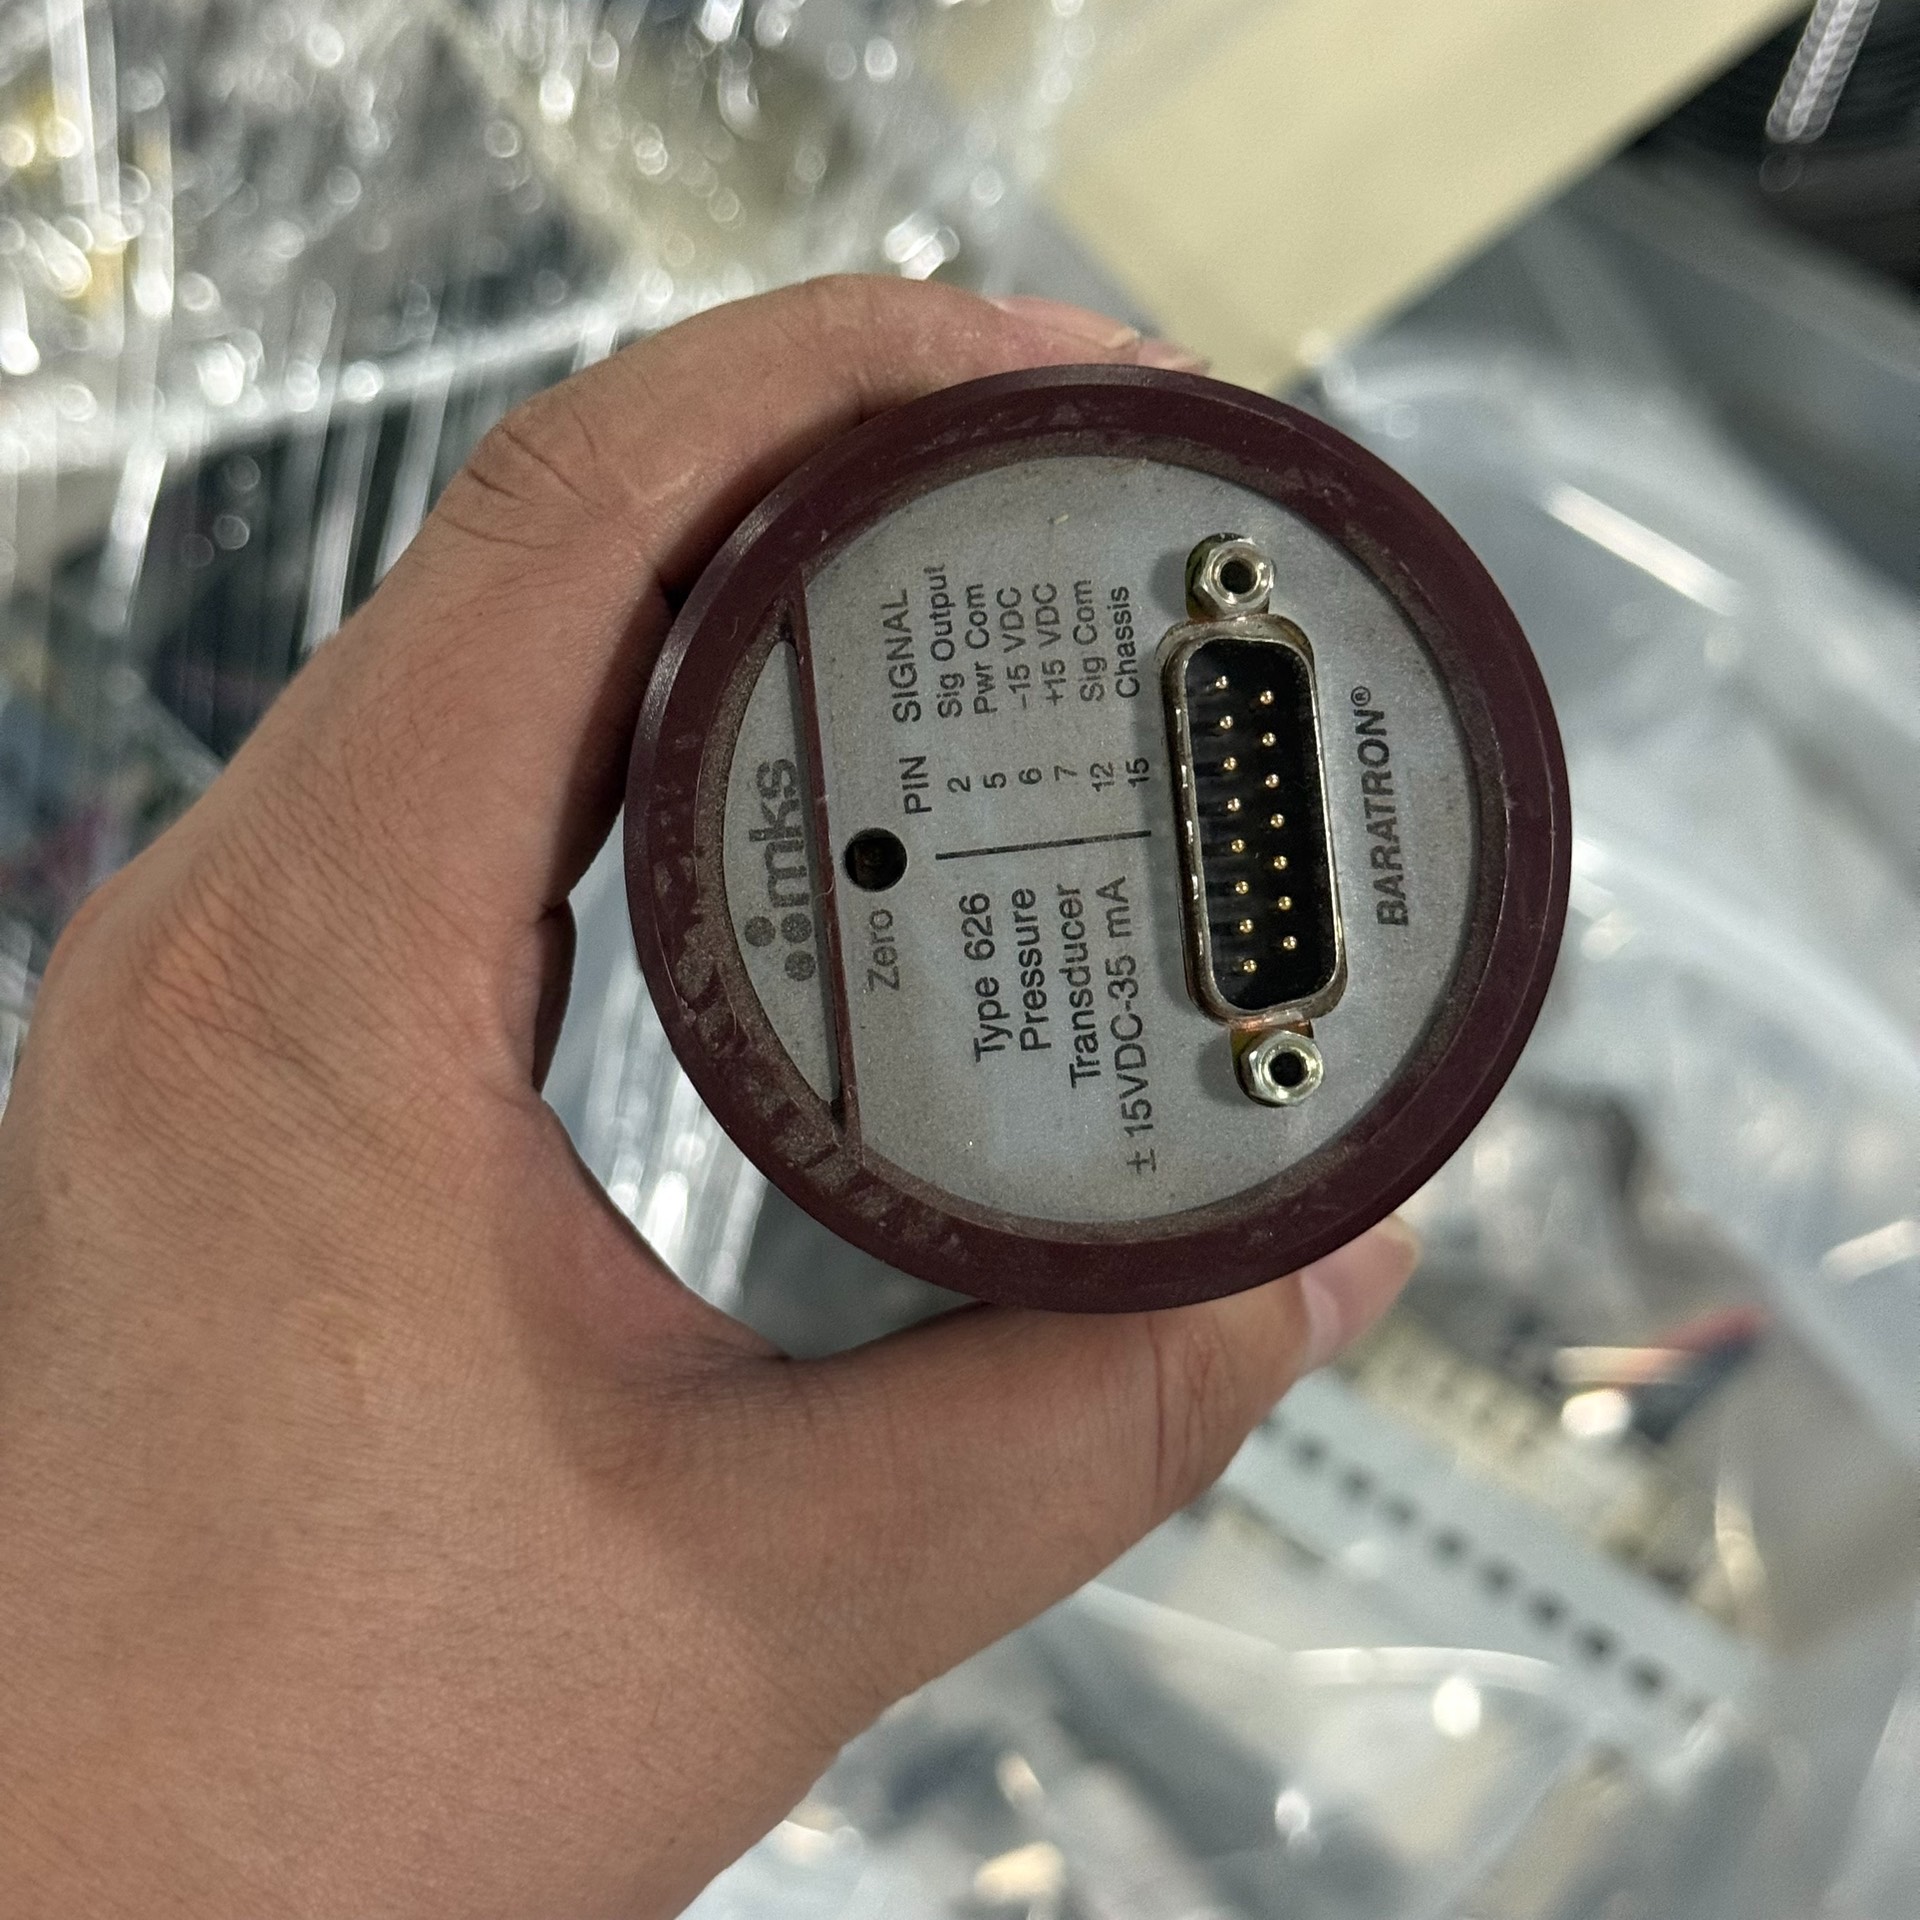 mks
Zero
Type 626
Pressure
Transducer
± 15VDC-35 mA
PIN SIGNAL
2 Sig Output
5 Pwr Com
6 -15 VDC
7 +15 VDC
12 Sig Com
15 Chassis
BARATRON®